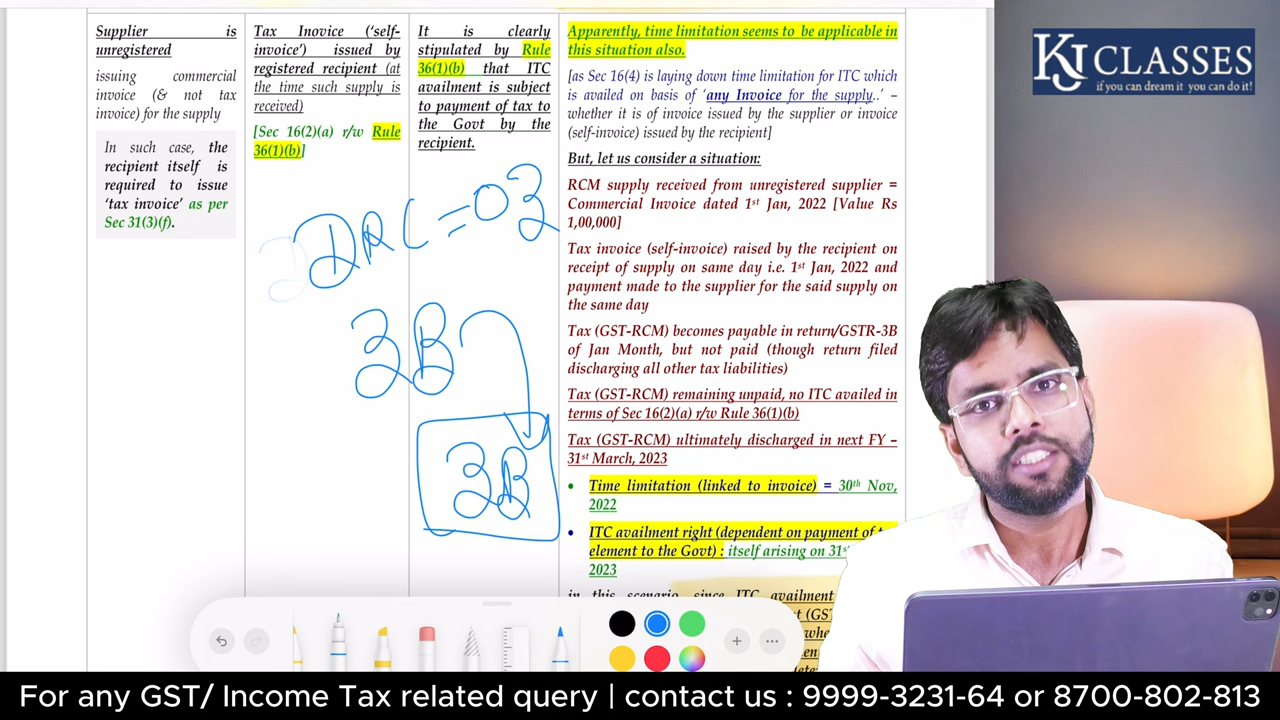 Supplier is
unregistered
issuing commercial
invoice (& not tax
invoice) for the supply
In such case, the
recipient itself is
required to issue
‘tax invoice’ as per
Sec 31(3)(f).
Tax Inovice (‘self-
invoice’) issued by
registered recipient (at
the time such supply is
received)
[Sec 16(2)(a) r/w Rule
36(1)(b)]
It is clearly
stipulated by Rule
36(1)(b) that ITC
availment is subject
to payment of tax to
the Govt by the
recipient.
DRC=03
3B
3B
Apparently, time limitation seems to be applicable in
this situation also.
[as Sec 16(4) is laying down time limitation for ITC which
is availed on basis of ‘any Invoice for the supply..’ –
whether it is of invoice issued by the supplier or invoice
(self-invoice) issued by the recipient]
But, let us consider a situation:
RCM supply received from unregistered supplier =
Commercial Invoice dated 1st Jan, 2022 [Value Rs
1,00,000]
Tax invoice (self-invoice) raised by the recipient on
receipt of supply on same day i.e. 1st Jan, 2022 and
payment made to the supplier for the said supply on
the same day
Tax (GST-RCM) becomes payable in return/GSTR-3B
of Jan Month, but not paid (though return filed
discharging all other tax liabilities)
Tax (GST-RCM) remaining unpaid, no ITC availed in
terms of Sec 16(2)(a) r/w Rule 36(1)(b)
Tax (GST-RCM) ultimately discharged in next FY –
31st March, 2023
• Time limitation (linked to invoice) = 30th Nov,
2022
• ITC availment right (dependent on payment of
element to the Govt) : itself arising on 31st
2023
in this scenario, since ITC availment
KJ CLASSES
if you can dream it you can do it!
For any GST/ Income Tax related query | contact us : 9999-3231-64 or 8700-802-813